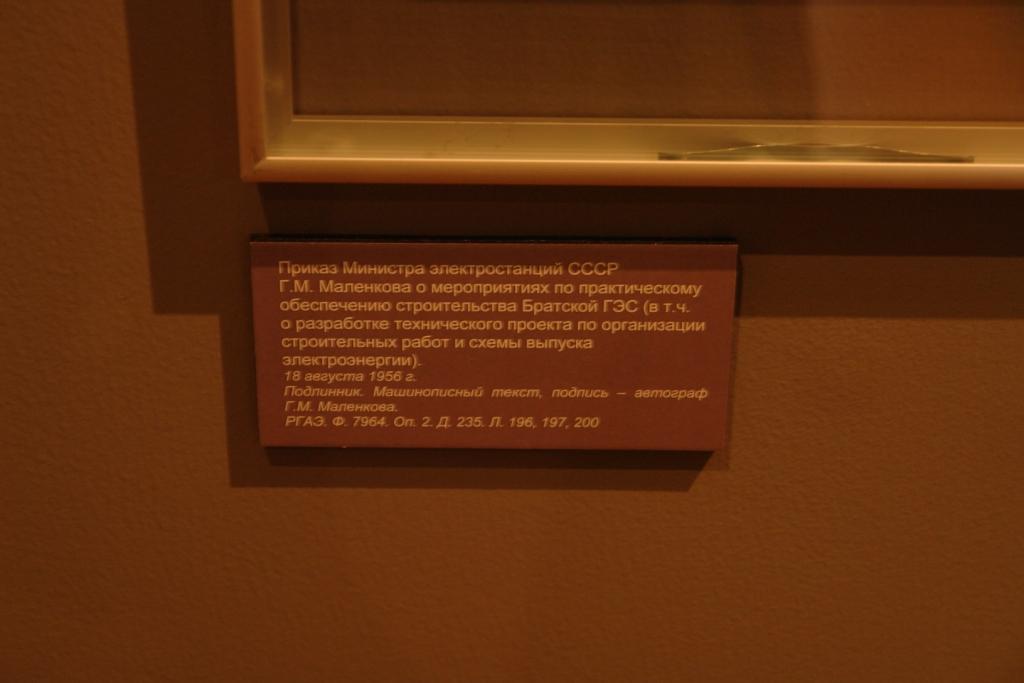 Приказ Министра электростанций СССР
Г.М. Маленкова о мероприятиях по практическому
обеспечению строительства Братской ГЭС (в т.ч.
о разработке технического проекта по организации
строительных работ и схемы выпуска
электроэнергии).
18 августа 1956 г.
Подлинник. Машинописный текст, подпись – автограф
Г.М. Маленкова.
РГАЭ. Ф. 7964. Оп. 2. Д. 235. Л. 196, 197, 200